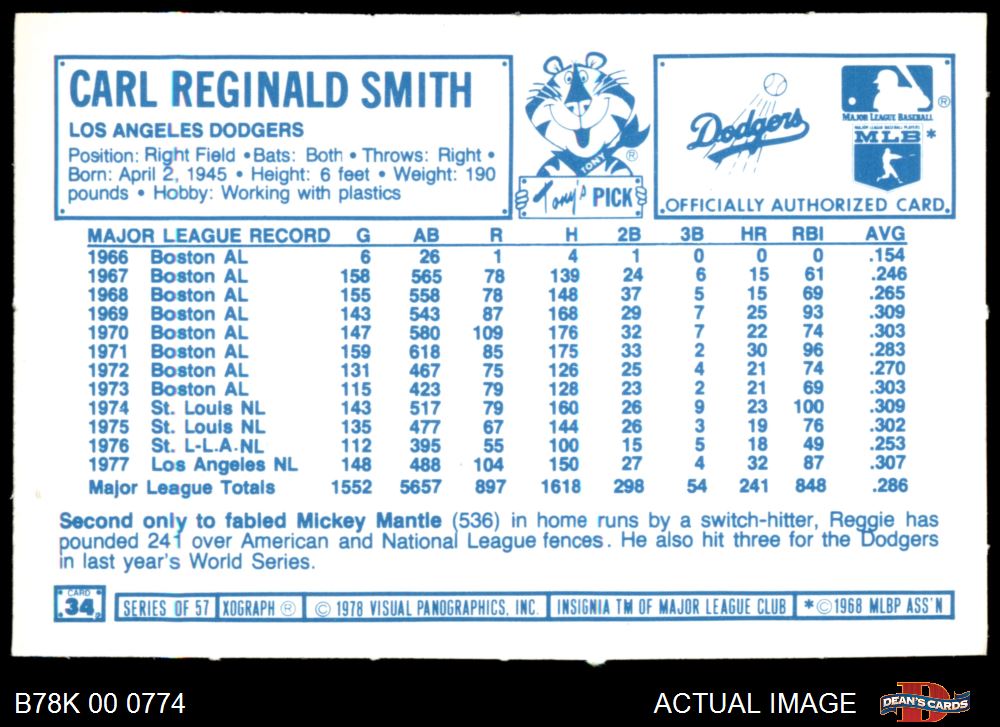 CARL REGINALD SMITH
LOS ANGELES DODGERS
Position: Right Field • Bats: Both • Throws: Right •
Born: April 2, 1945 • Height: 6 feet • Weight: 190
pounds • Hobby: Working with plastics
TONY
®
Tony's PICK
Dodgers
®
MAJOR LEAGUE BASEBALL
MAJOR LEAGUE BASEBALL PLAYERS
MLB *
OFFICIALLY AUTHORIZED CARD
MAJOR LEAGUE RECORD G AB R H 2B 3B HR RBI AVG
1966 Boston AL 6 26 1 4 1 0 0 0 .154
1967 Boston AL 158 565 78 139 24 6 15 61 .246
1968 Boston AL 155 558 78 148 37 5 15 69 .265
1969 Boston AL 143 543 87 168 29 7 25 93 .309
1970 Boston AL 147 580 109 176 32 7 22 74 .303
1971 Boston AL 159 618 85 175 33 2 30 96 .283
1972 Boston AL 131 467 75 126 25 4 21 74 .270
1973 Boston AL 115 423 79 128 23 2 21 69 .303
1974 St. Louis NL 143 517 79 160 26 9 23 100 .309
1975 St. Louis NL 135 477 67 144 26 3 19 76 .302
1976 St. L-L.A.NL 112 395 55 100 15 5 18 49 .253
1977 Los Angeles NL 148 488 104 150 27 4 32 87 .307
Major League Totals 1552 5657 897 1618 298 54 241 848 .286
Second only to fabled Mickey Mantle (536) in home runs by a switch-hitter, Reggie has
pounded 241 over American and National League fences. He also hit three for the Dodgers
in last year's World Series.
CARD
34
SERIES OF 57 XOGRAPH ® © 1978 VISUAL PANOGRAPHICS, INC. INSIGNIA TM OF MAJOR LEAGUE CLUB *©1968 MLBP ASS'N
B78K 00 0774
ACTUAL IMAGE
D
DEAN'S CARDS